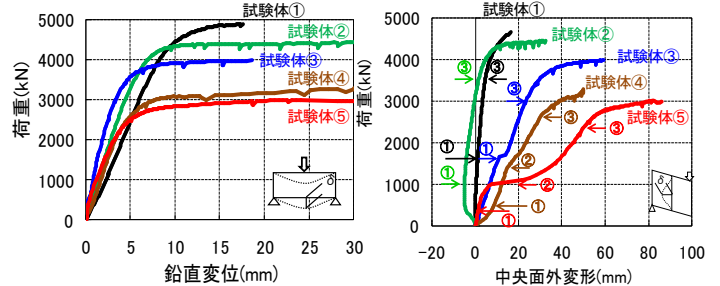 荷重(kN)
5000
4000
3000
2000
1000
0
0 5 10 15 20 25 30
鉛直変位(mm)
試験体①
試験体②
試験体③
試験体④
試験体⑤
δ
荷重(kN)
5000
4000
3000
2000
1000
0
-20 0 20 40 60 80 100
中央面外変形(mm)
試験体①
試験体②
試験体③
試験体④
試験体⑤
③
③
③
③
③
①
①
②
①
②
①
①
δ